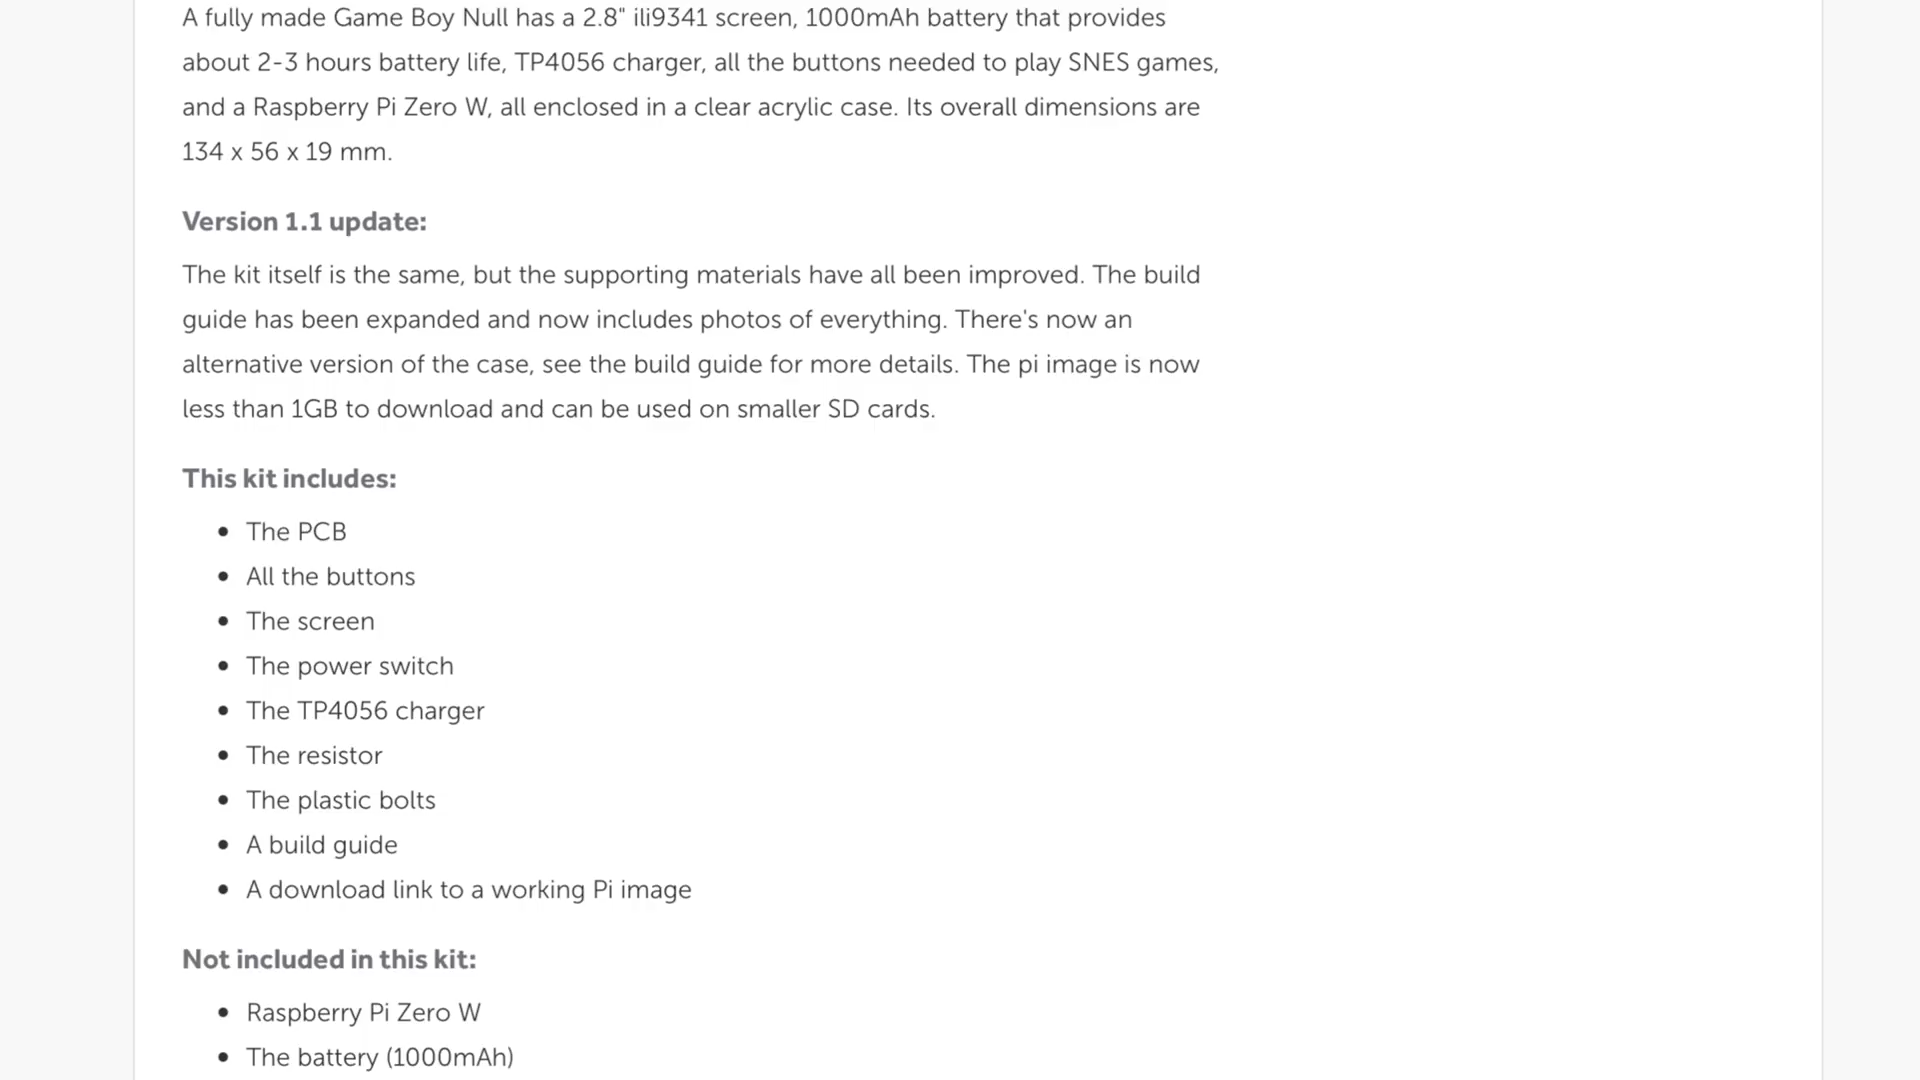 A fully made Game Boy Null has a 2.8" ili9341 screen, 1000mAh battery that provides
about 2-3 hours battery life, TP4056 charger, all the buttons needed to play SNES games,
and a Raspberry Pi Zero W, all enclosed in a clear acrylic case. Its overall dimensions are
134 x 56 x 19 mm.
Version 1.1 update:
The kit itself is the same, but the supporting materials have all been improved. The build
guide has been expanded and now includes photos of everything. There's now an
alternative version of the case, see the build guide for more details. The pi image is now
less than 1GB to download and can be used on smaller SD cards.
This kit includes:
• The PCB
• All the buttons
• The screen
• The power switch
• The TP4056 charger
• The resistor
• The plastic bolts
• A build guide
• A download link to a working Pi image
Not included in this kit:
• Raspberry Pi Zero W
• The battery (1000mAh)